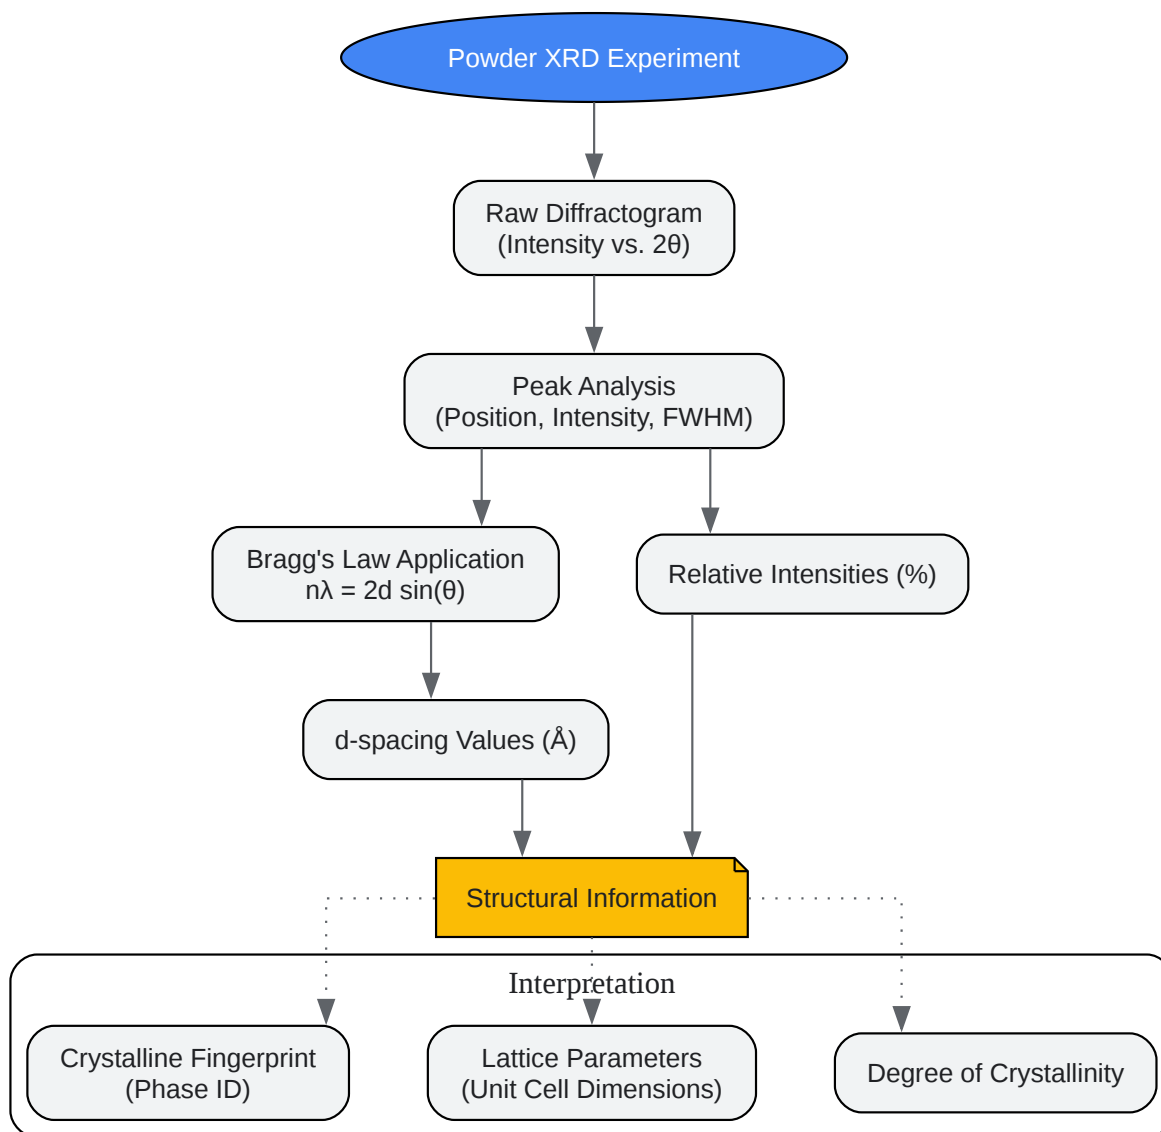 Powder XRD Experiment
Raw Diffractogram
(Intensity vs. 2θ)
Peak Analysis
(Position, Intensity, FWHM)
Bragg's Law Application
nλ = 2d sin(θ)
Relative Intensities (%)
d-spacing Values (Å)
Structural Information
Interpretation
Crystalline Fingerprint
(Phase ID)
Lattice Parameters
(Unit Cell Dimensions)
Degree of Crystallinity